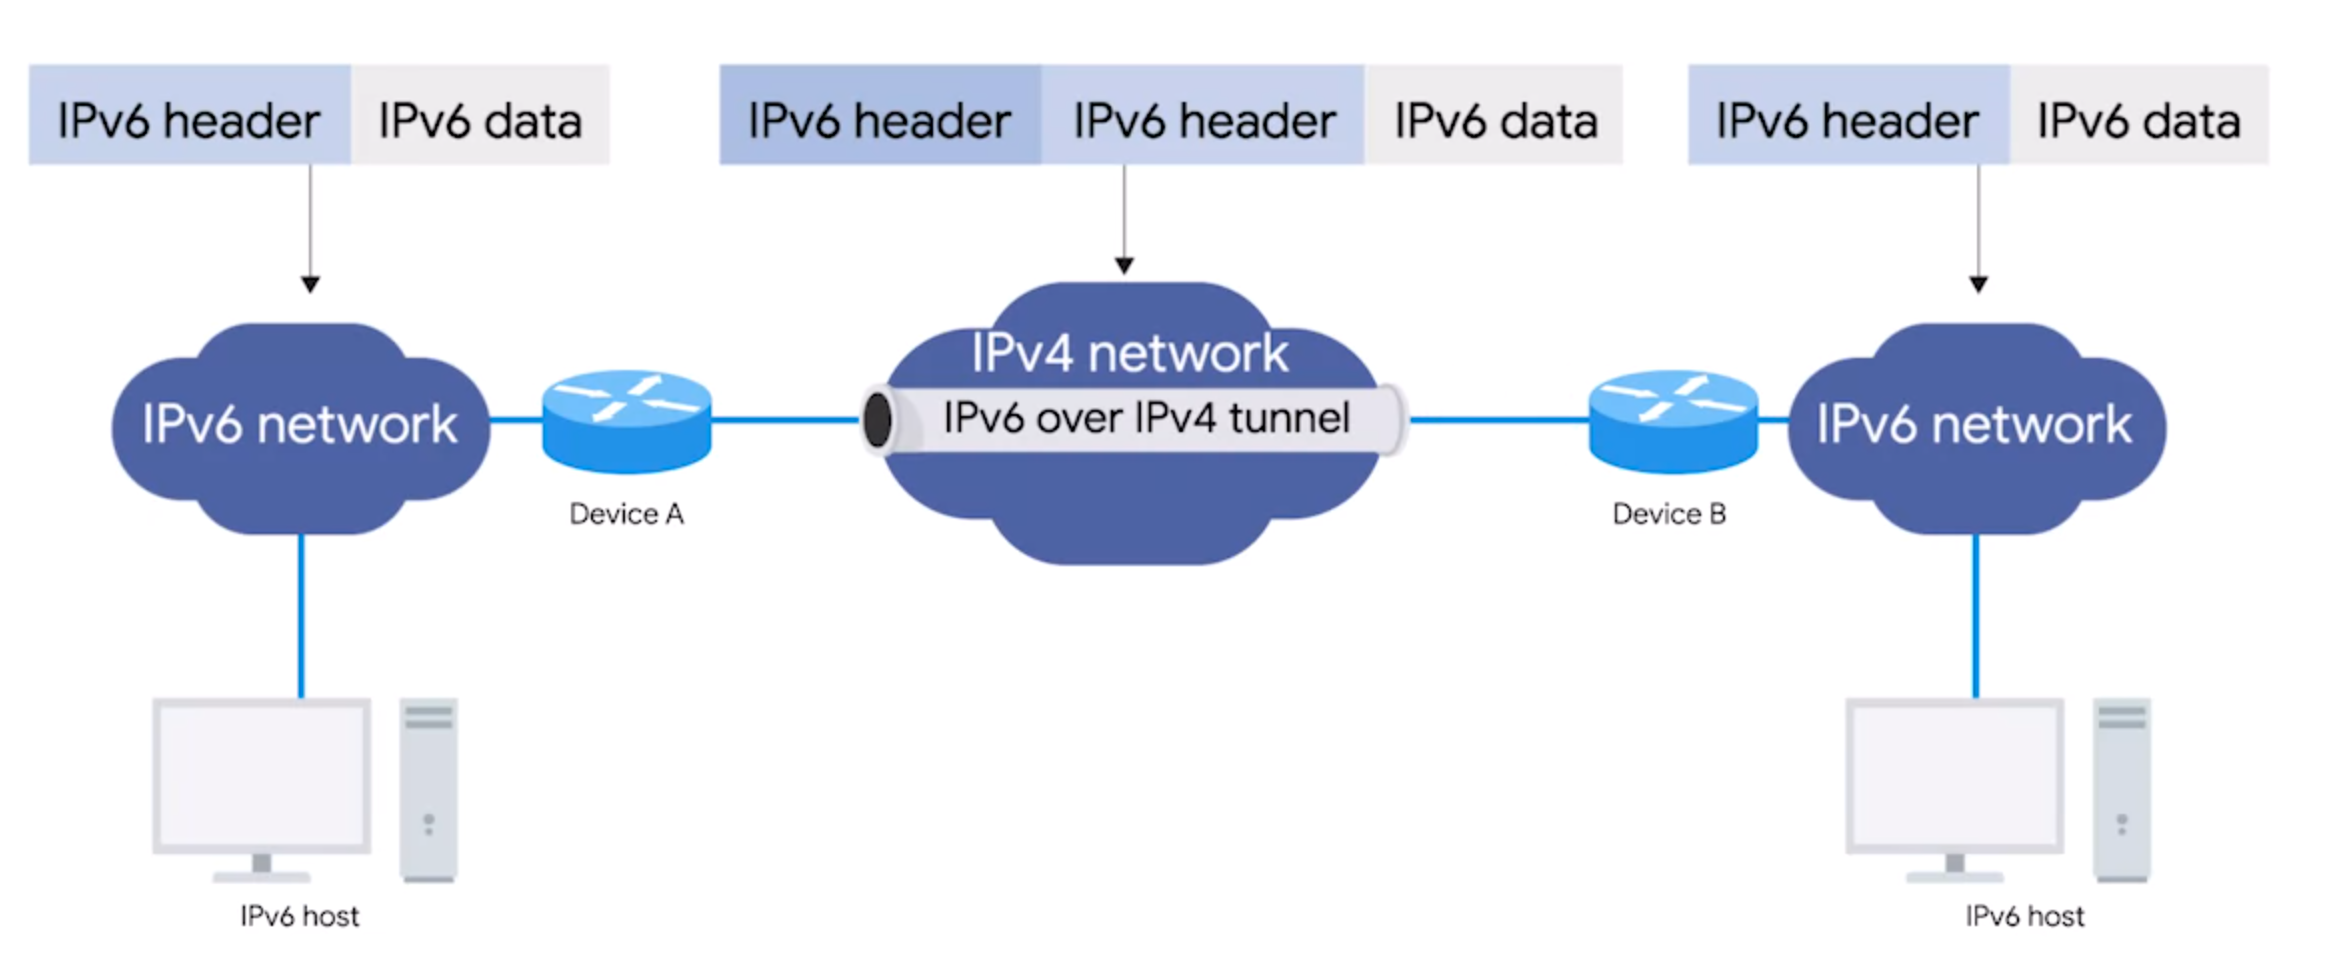 IPv6 header IPv6 data
IPv6 header IPv6 header IPv6 data
IPv6 header IPv6 data
IPv6 network
Device A
IPv4 network
IPv6 over IPv4 tunnel
Device B
IPv6 network
IPv6 host
IPv6 host